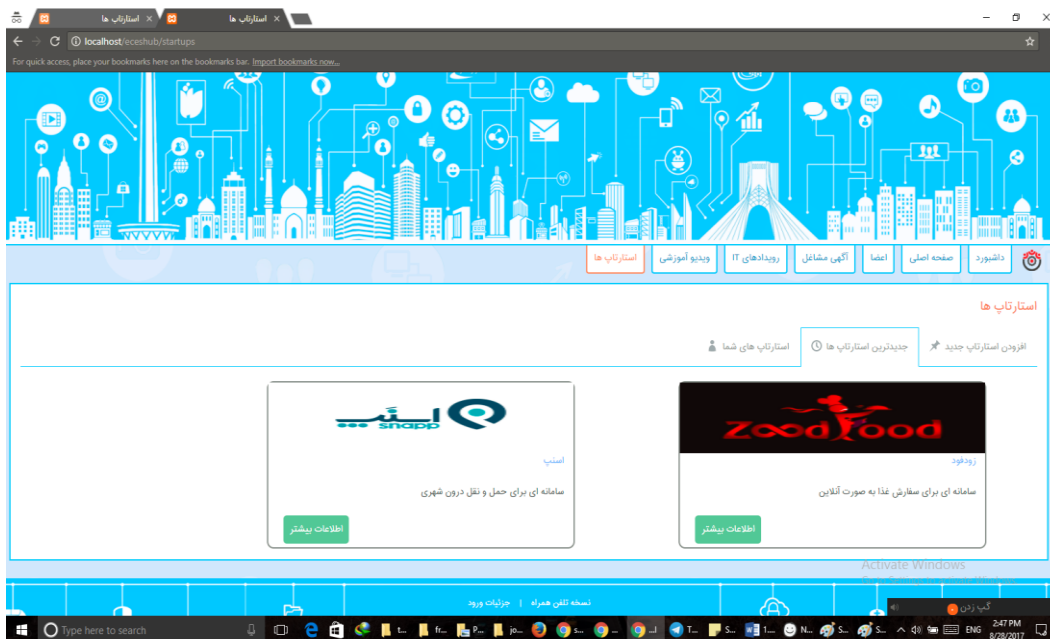 استارتاپ ها
استارتاپ ها
localhost/eceshub/startups
For quick access, place your bookmarks here on the bookmarks bar. Import bookmarks now...
داشبورد
صفحه اصلی
اعضا
آگهی مشاغل
رویدادهای IT
ویدیو آموزشی
استارتاپ ها
استارتاپ ها
افزودن استارتاپ جدید
جدیدترین استارتاپ ها
استارتاپ های شما
ZoodFood
زودفود
سامانه ای برای سفارش غذا به صورت آنلاین
اطلاعات بیشتر
اسنپ
snapp
اسنپ
سامانه ای برای حمل و نقل درون شهری
اطلاعات بیشتر
Activate Windows
نسخه تلفن همراه | جزئیات ورود
گپ زدن
Type here to search
t...
fr...
P...
jo...
S...
T...
S...
1...
N...
S...
S...
ENG
2:47 PM
8/28/2017